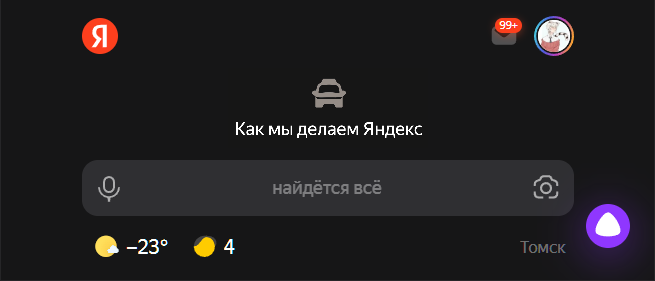 Я
99+
Как мы делаем Яндекс
найдётся всё
−23° 4 Томск